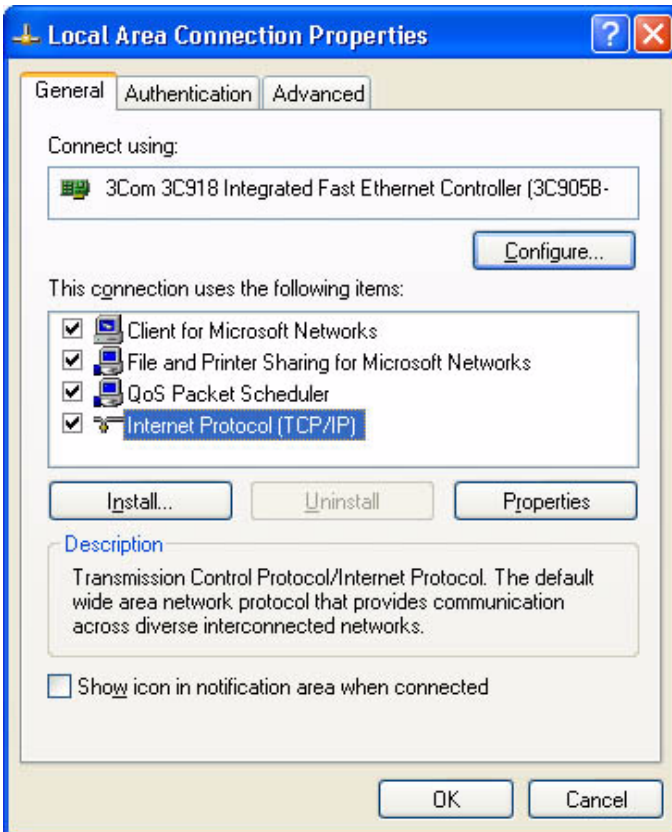 Local Area Connection Properties
General
Authentication
Advanced
Connect using:
3Com 3C918 Integrated Fast Ethernet Controller (3C905B-
Configure...
This connection uses the following items:
Client for Microsoft Networks
File and Printer Sharing for Microsoft Networks
QoS Packet Scheduler
Internet Protocol (TCP/IP)
Install...
Uninstall
Properties
Description
Transmission Control Protocol/Internet Protocol. The default
wide area network protocol that provides communication
across diverse interconnected networks.
Show icon in notification area when connected
OK
Cancel